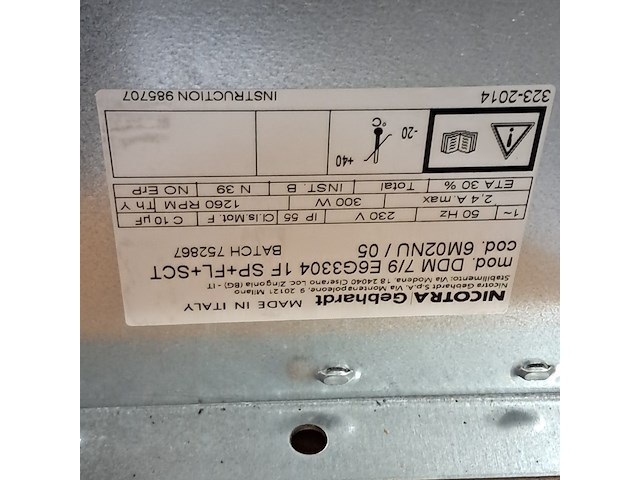 NICOTRA Gebhardt MADE IN ITALY
Nicotra Gebhardt S.p.A. Via Montenapoleone, 9 20121 Milano
Stabilimento: Via Modena, 18 24040 Ciserano Loc. Zingonia (BG) - IT
mod. DDM 7/9 E6G3304 1F SP+FL+SCT
cod. 6M02NU / 05 BATCH 752867
1~ 50 Hz 230 V IP 55 Cl.is.Mot. F C 10 µF
2,4 A.max 300 W 1260 RPM Th Y
ETA 30 % Total INST. B N 39 NO ErP
-20 °C +40
323-2014 INSTRUCTION 985707